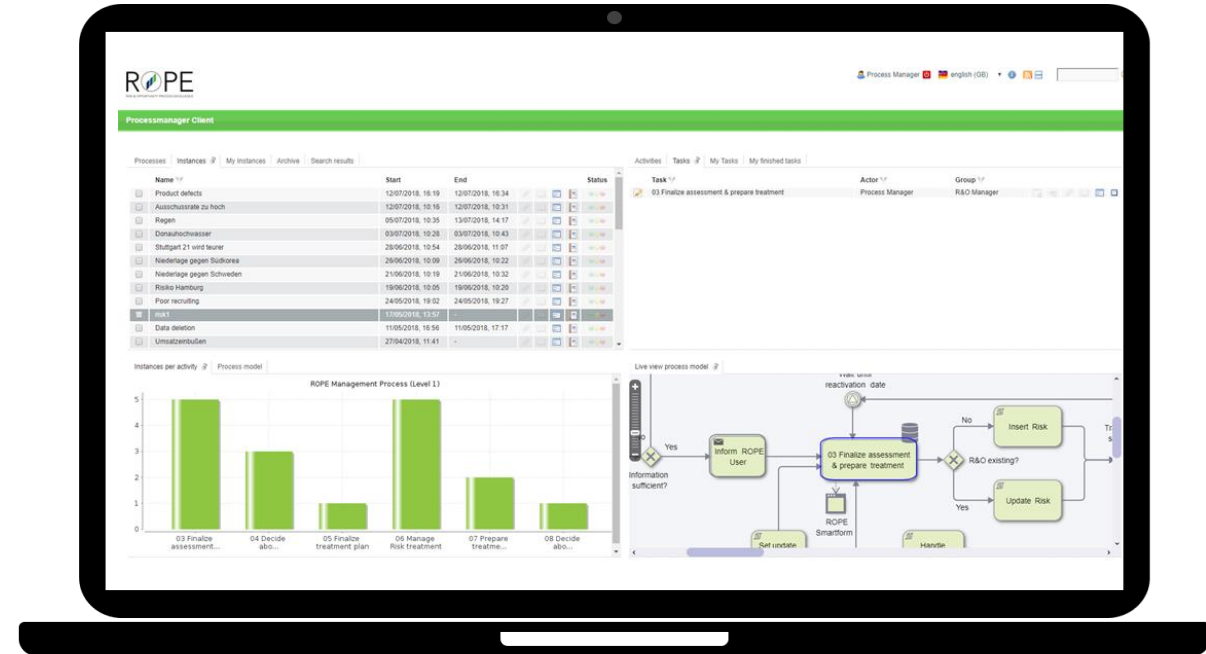 ROPE
Process Manager english (GB)
Processmanager Client
Processes Instances My Instances Archive Search results
Name Start End Status
Product defects 12/07/2018, 16:19 12/07/2018, 16:34
Ausschussrate zu hoch 12/07/2018, 10:16 12/07/2018, 10:31
Regen 05/07/2018, 10:35 13/07/2018, 14:17
Donauhochwasser 03/07/2018, 10:28 03/07/2018, 10:43
Stuttgart 21 wird teurer 28/06/2018, 10:54 28/06/2018, 11:07
Niederlage gegen Südkorea 26/06/2018, 10:09 26/06/2018, 10:22
Niederlage gegen Schweden 21/06/2018, 10:19 21/06/2018, 10:32
Risiko Hamburg 19/06/2018, 10:05 19/06/2018, 10:20
Poor recruiting 24/05/2018, 19:02 24/05/2018, 19:27
risk1 17/05/2018, 13:57 -
Data deletion 11/05/2018, 16:56 11/05/2018, 17:17
Umsatzeinbußen 27/04/2018, 11:41 -
Activities Tasks My Tasks My finished tasks
Task Actor Group
03 Finalize assessment & prepare treatment Process Manager R&O Manager
Instances per activity Process model
ROPE Management Process (Level 1)
5
4
3
2
1
0
03 Finalize
assessment...
04 Decide
abo...
05 Finalize
treatment plan
06 Manage
Risk treatment
07 Prepare
treatme...
08 Decide
abo...
Live view process model
reactivation date
Yes
Information
sufficient?
Inform ROPE
User
03 Finalize assessment
& prepare treatment
ROPE
Smartform
No
R&O existing?
Yes
Insert Risk
Update Risk
Set update
Handle